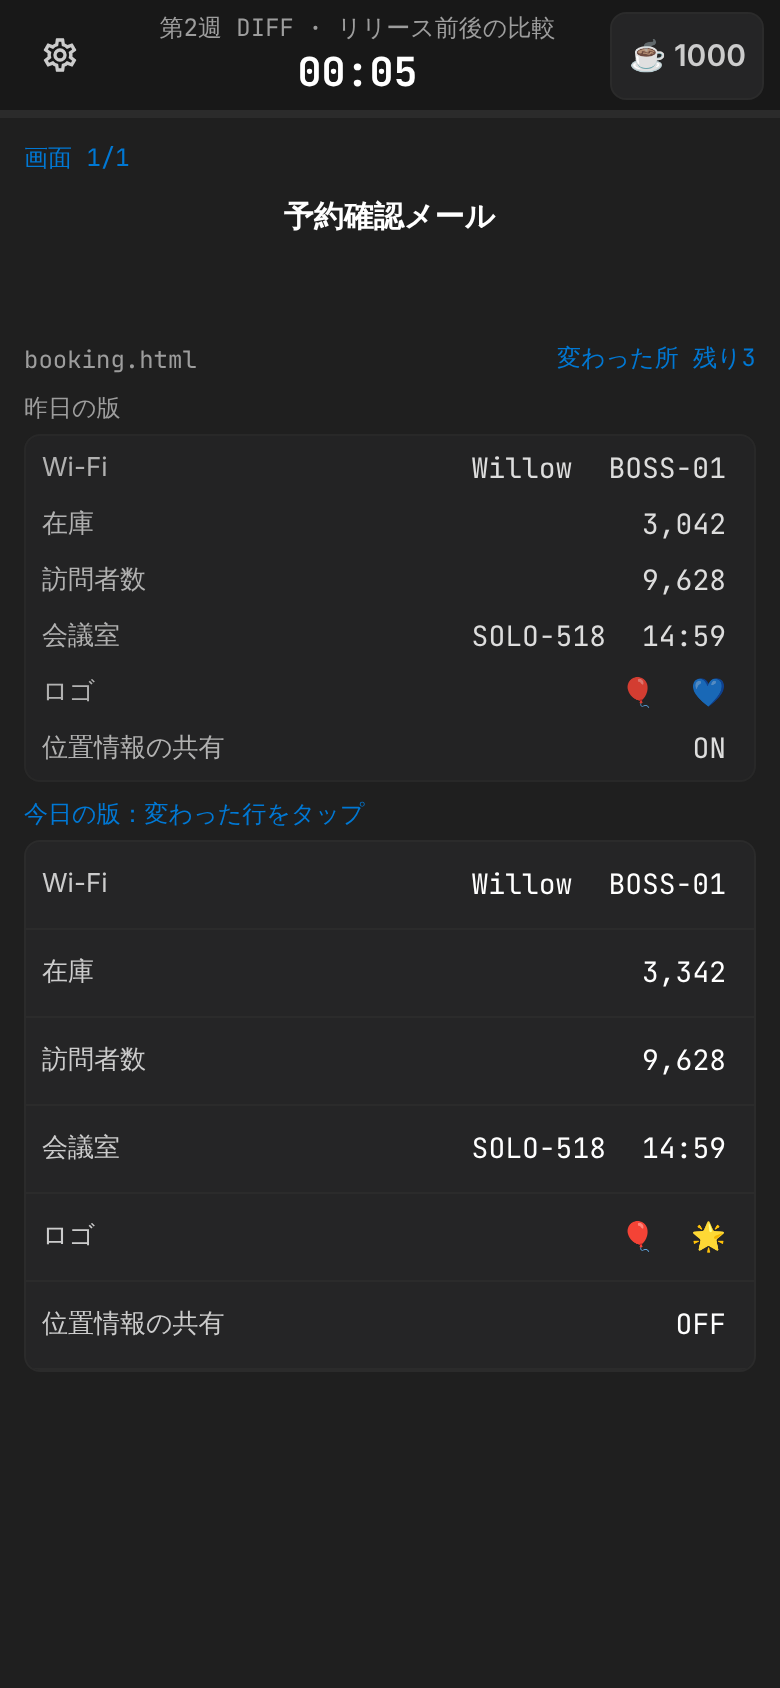 第2週 DIFF ・ リリース前後の比較
00:05
☕ 1000
画面 1/1
予約確認メール
booking.html 変わった所 残り3
昨日の版
Wi-Fi Willow BOSS-01
在庫 3,042
訪問者数 9,628
会議室 SOLO-518 14:59
ロゴ 🎈 💙
位置情報の共有 ON
今日の版：変わった行をタップ
Wi-Fi Willow BOSS-01
在庫 3,342
訪問者数 9,628
会議室 SOLO-518 14:59
ロゴ 🎈 🌟
位置情報の共有 OFF